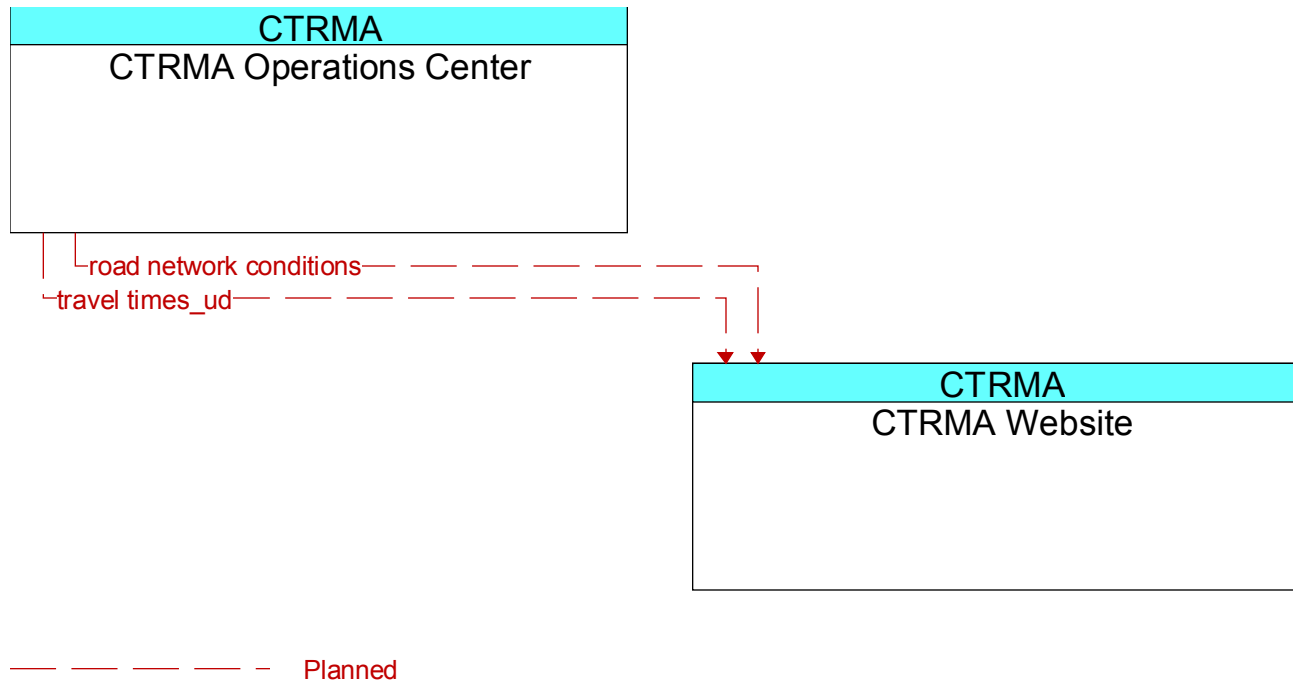 CTRMA
CTRMA Operations Center
road network conditions
travel times_ud
CTRMA
CTRMA Website
Planned